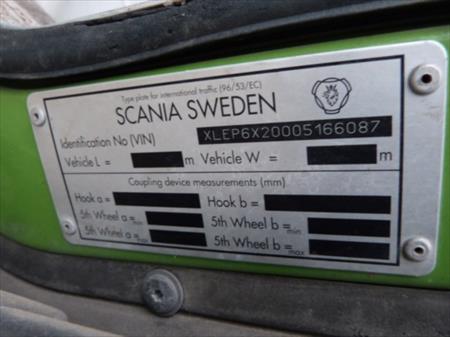 Type plate for international traffic (96/53/EC)
SCANIA SWEDEN
Identification No (VIN) XLEP6X20005166087
Vehicle L = m Vehicle W = m
Coupling device measurements (mm)
Hook a = Hook b =
5th Wheel a min = 5th Wheel b min =
5th Wheel a max = 5th Wheel b max =